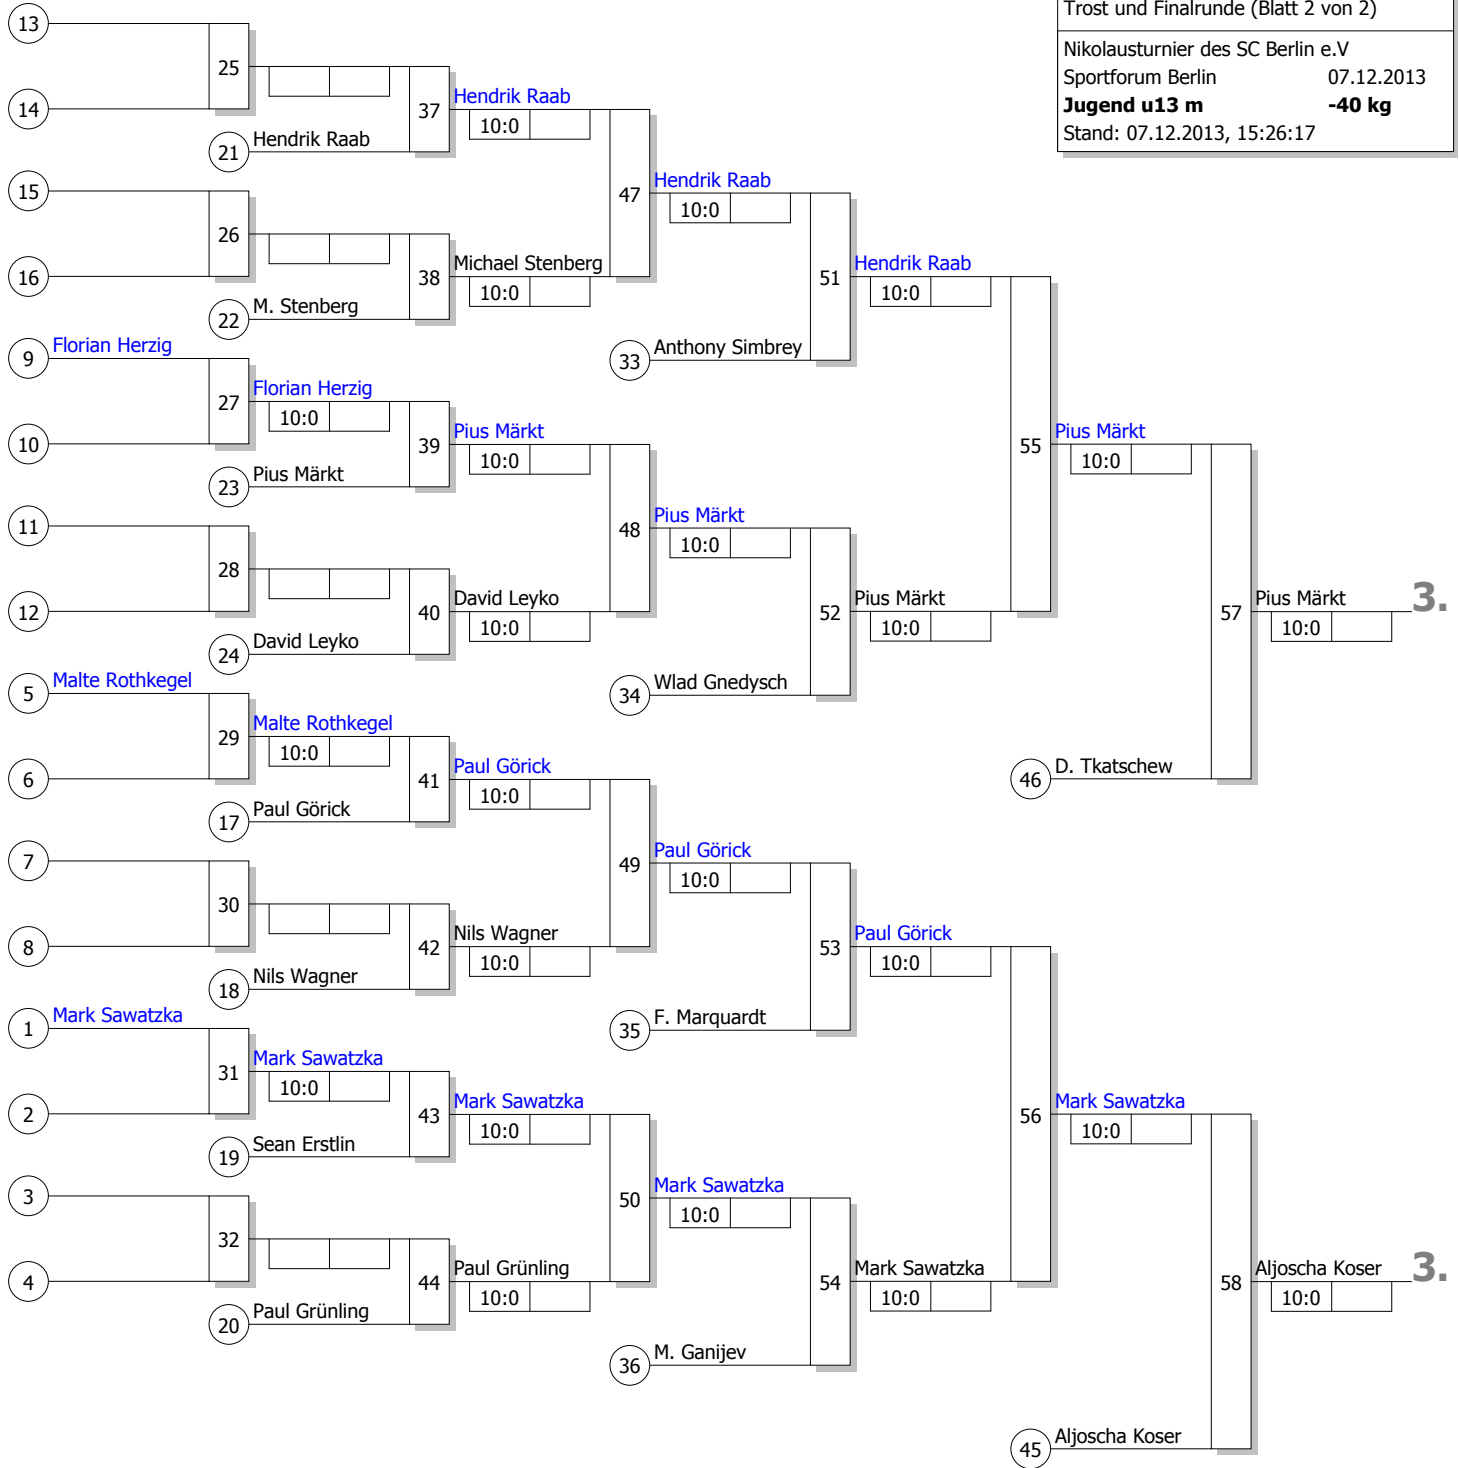 Trost und Finalrunde (Blatt 2 von 2)
Nikolausturnier des SC Berlin e.V
Sportforum Berlin 07.12.2013
Jugend u13 m -40 kg
Stand: 07.12.2013, 15:26:17
13
25
14
37
Hendrik Raab
10:0
21 Hendrik Raab
15
47
Hendrik Raab
10:0
26
16
38
Michael Stenberg
10:0
22 M. Stenberg
51
Hendrik Raab
10:0
33 Anthony Simbrey
9 Florian Herzig
27
Florian Herzig
10:0
10
39
Pius Märkt
10:0
23 Pius Märkt
55
Pius Märkt
10:0
11
48
Pius Märkt
10:0
28
12
40
David Leyko
10:0
24 David Leyko
52
Pius Märkt
10:0
34 Wlad Gnedysch
57
Pius Märkt
10:0
3.
5 Malte Rothkegel
29
Malte Rothkegel
10:0
6
41
Paul Görick
10:0
17 Paul Görick
46 D. Tkatschew
7
49
Paul Görick
10:0
30
8
42
Nils Wagner
10:0
18 Nils Wagner
53
Paul Görick
10:0
35 F. Marquardt
1 Mark Sawatzka
31
Mark Sawatzka
10:0
2
43
Mark Sawatzka
10:0
19 Sean Erstlin
56
Mark Sawatzka
10:0
3
50
Mark Sawatzka
10:0
32
4
44
Paul Grünling
10:0
20 Paul Grünling
54
Mark Sawatzka
10:0
36 M. Ganijev
58
Aljoscha Koser
10:0
3.
45 Aljoscha Koser